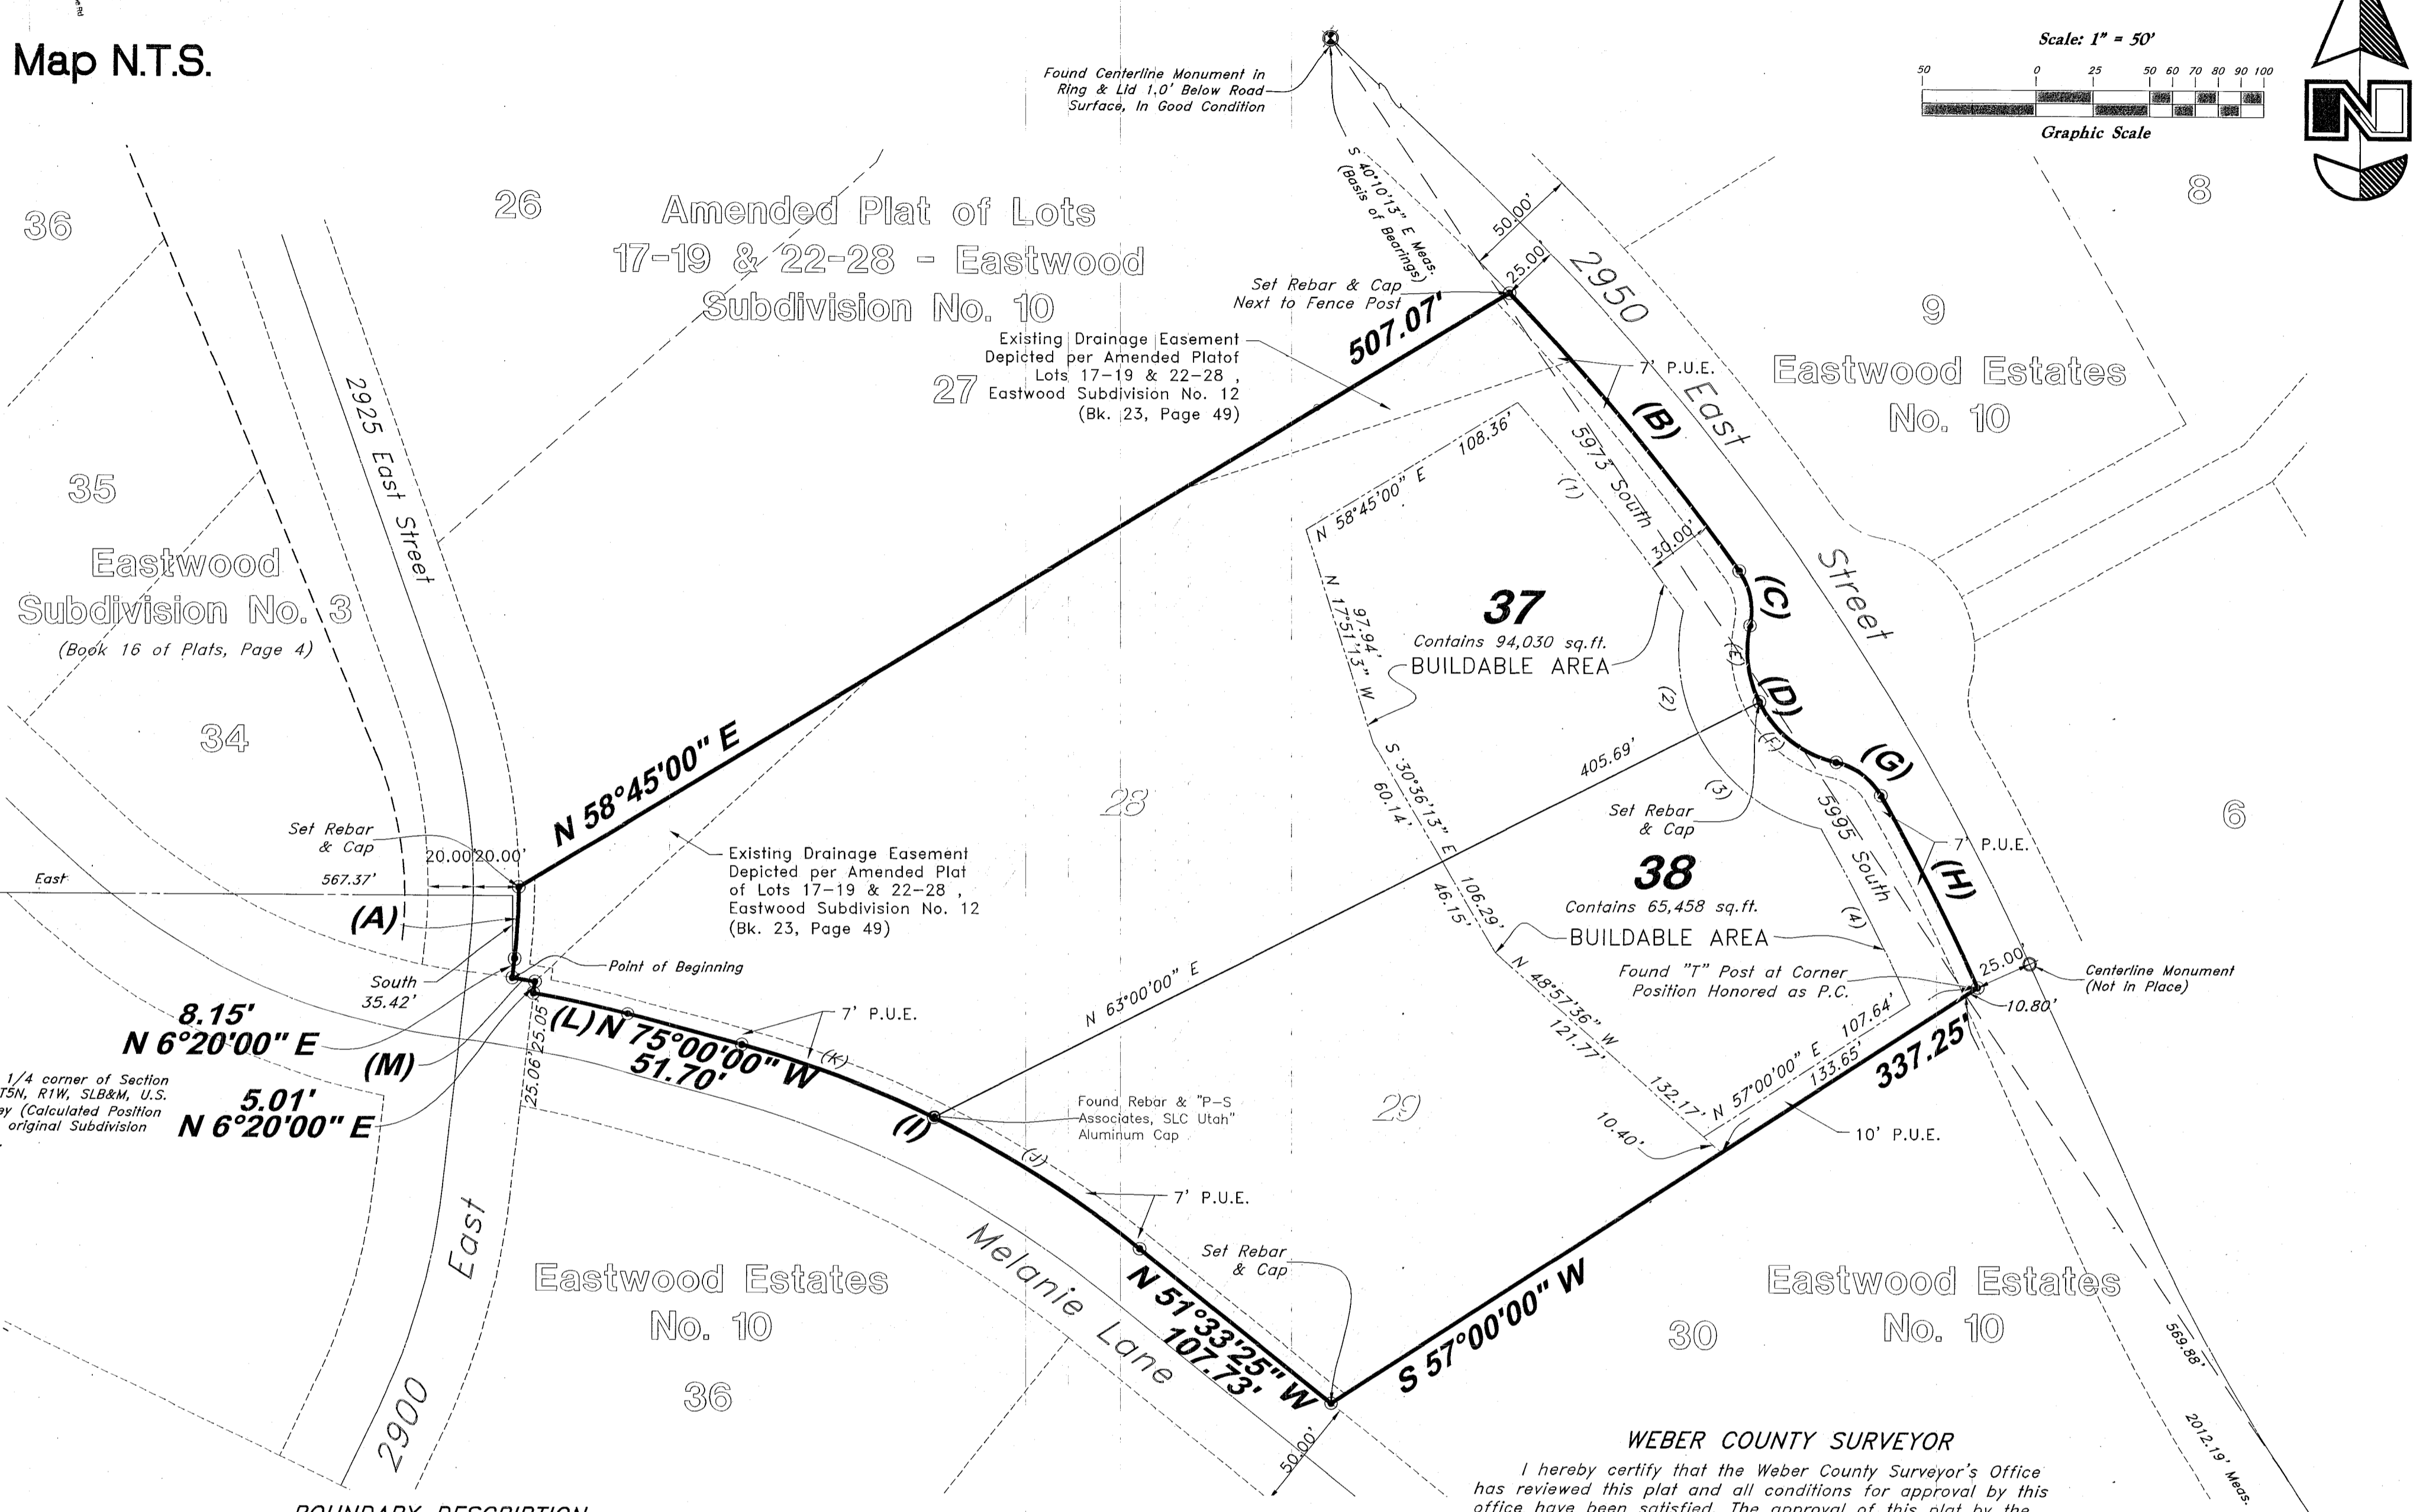 Map N.T.S.
Found Centerline Monument in
Ring & Lid 1.0' Below Road
Surface, In Good Condition
Scale: 1" = 50'
50 0 25 50 60 70 80 90 100
Graphic Scale
N
36
26
Amended Plat of Lots
17-19 & 22-28 - Eastwood
Subdivision No. 10
S 40°10'13" E Meas.
(Basis of Bearings)
50.00'
25.00'
8
Set Rebar & Cap
Next to Fence Post
2950 East Street
507.07'
Existing Drainage Easement
Depicted per Amended Platof
Lots 17-19 & 22-28 ,
Eastwood Subdivision No. 12
(Bk. 23, Page 49)
27
7' P.U.E.
(B)
9
Eastwood Estates
No. 10
2925 East Street
35
Eastwood
Subdivision No. 3
(Book 16 of Plats, Page 4)
34
N 58°45'00" E
108.36'
(1)
5973 South
30.00'
N 17°51'13" W
97.94'
37
Contains 94,030 sq.ft.
BUILDABLE AREA
(C)
(E)
(D)
(2)
(F)
(G)
(3)
N 58°45'00" E
28
S 30°36'13" E
60.14'
405.69'
Set Rebar
& Cap
5995 South
7' P.U.E.
(H)
6
Set Rebar
& Cap
20.00' 20.00'
East
567.37'
(A)
Existing Drainage Easement
Depicted per Amended Plat
of Lots 17-19 & 22-28 ,
Eastwood Subdivision No. 12
(Bk. 23, Page 49)
38
Contains 65,458 sq.ft.
BUILDABLE AREA
(4)
106.29'
46.15'
Found "T" Post at Corner
Position Honored as P.C.
25.00'
Centerline Monument
(Not in Place)
10.80'
South
35.42'
Point of Beginning
8.15'
N 6°20'00" E
(M)
5.01'
N 6°20'00" E
1/4 corner of Section
T5N, R1W, SLB&M, U.S.
(Calculated Position
original Subdivision
25.05'
25.06'
(L)
N 75°00'00" W
51.70'
7' P.U.E.
(K)
N 63°00'00" E
N 48°57'36" W
121.77'
132.17'
10.40'
N 57°00'00" E
107.64'
133.65'
337.25'
10' P.U.E.
(I)
Found Rebar & "P-S
Associates, SLC Utah"
Aluminum Cap
29
(J)
7' P.U.E.
Set Rebar
& Cap
Melanie Lane
N 51°33'25" W
107.73'
50.00'
S 57°00'00" W
2900 East
Eastwood Estates
No. 10
36
30
Eastwood Estates
No. 10
569.88'
2012.19' Meas.
WEBER COUNTY SURVEYOR
I hereby certify that the Weber County Surveyor's Office
has reviewed this plat and all conditions for approval by this
office have been satisfied. The approval of this plat by the
BOUNDARY DESCRIPTION